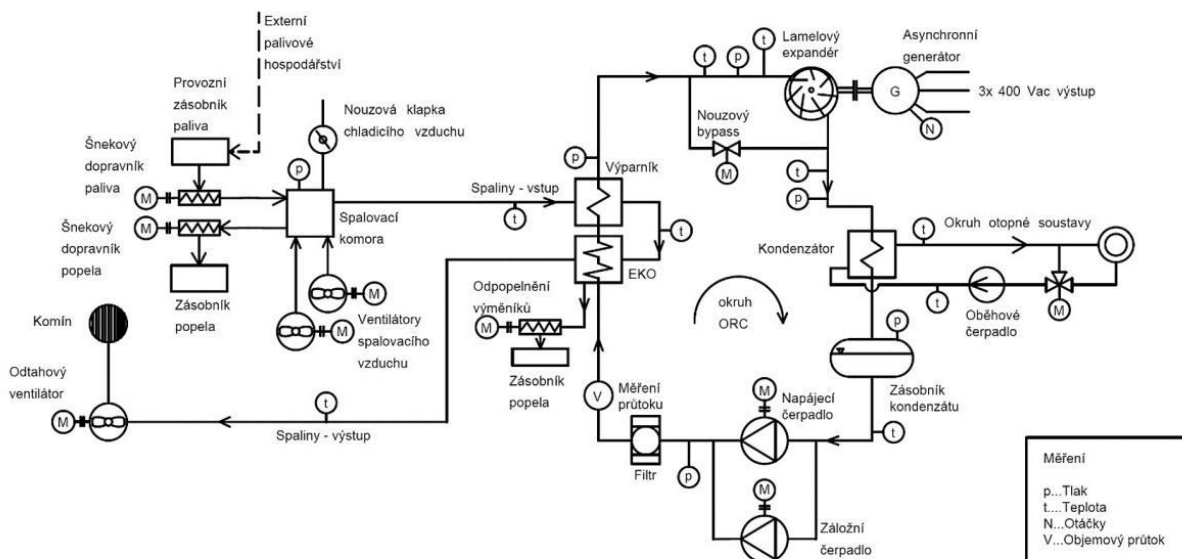 Externí
palivové
hospodářství
Provozní
zásobník
paliva
Šnekový
dopravník
paliva
M
Šnekový
dopravník
popela
M
Zásobník
popela
Nouzová klapka
chladicího vzduchu
p
Spalovací
komora
M
M
Ventilátory
spalovacího
vzduchu
Komín
Odtahový
ventilátor
M
t
Spaliny - výstup
Spaliny - vstup
t
p
Výparník
t
EKO
Odpopelnění
výměníků
M
Zásobník
popela
t
p
t
Lamelový
expandér
Asynchronní
generátor
G
3x 400 Vac výstup
N
Nouzový
bypass
M
t
p
Kondenzátor
t
Okruh otopné soustavy
t
Oběhové
čerpadlo
M
okruh
ORC
p
Zásobník
kondenzátu
t
M
Napájecí
čerpadlo
M
Záložní
čerpadlo
p
Filtr
V
Měření
průtoku
Měření
p...Tlak
t....Teplota
N...Otáčky
V...Objemový průtok